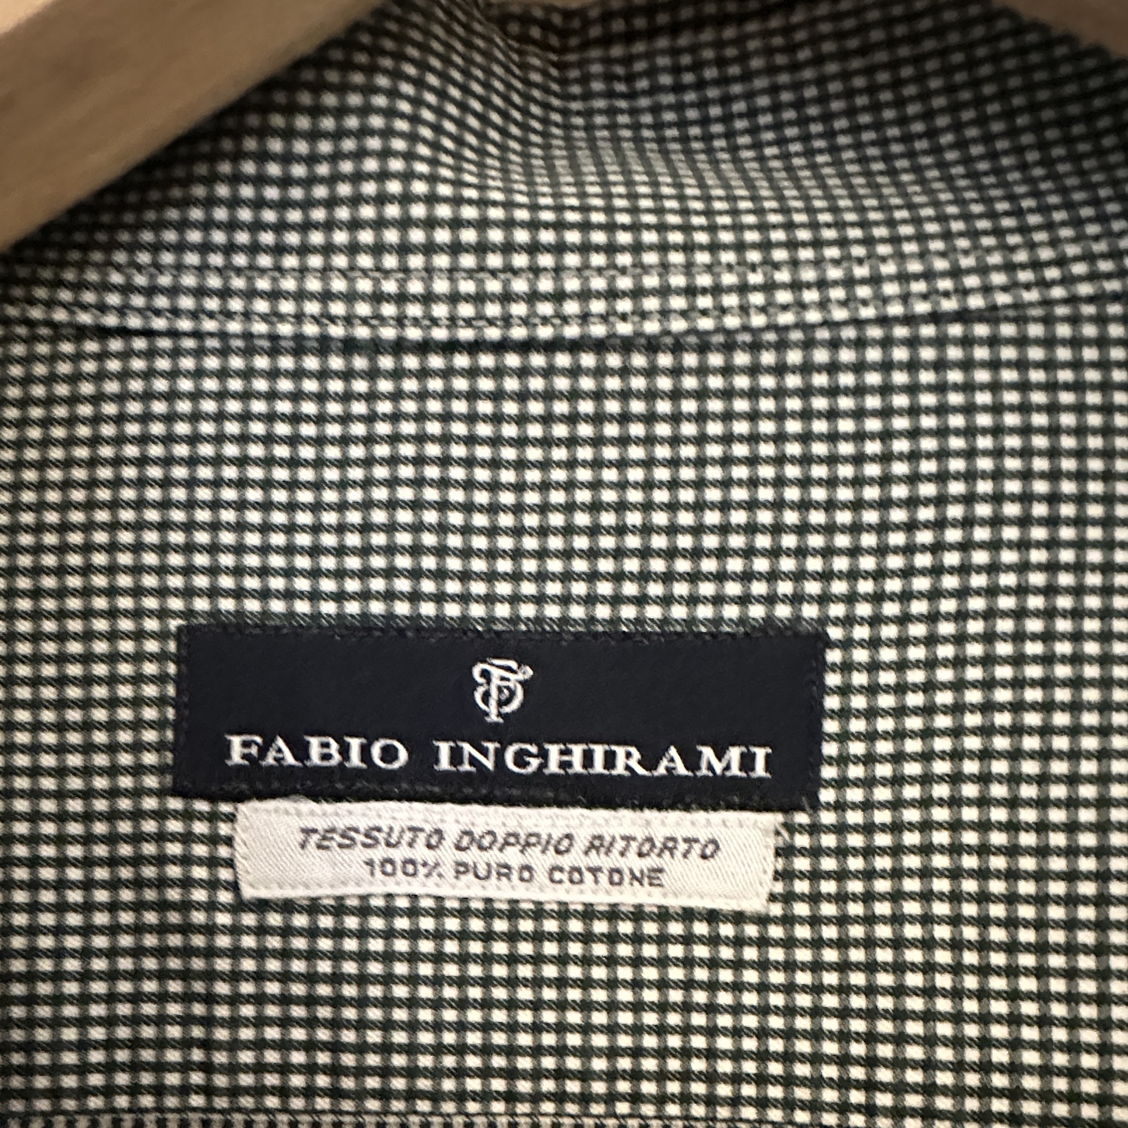 FABIO INGHIRAMI
TESSUTO DOPPIO RITORTO
100% PURO COTONE